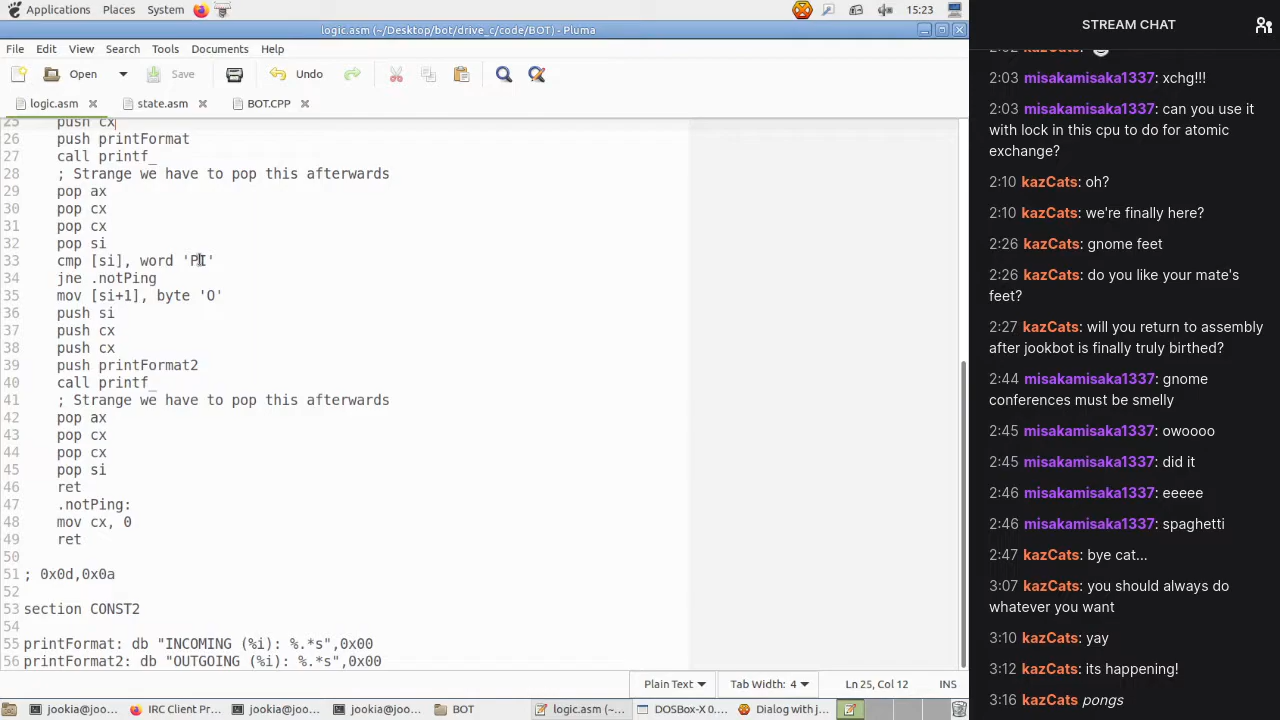 Applications Places System 15:23
logic.asm (~/Desktop/bot/drive_c/code/BOT) - Pluma
File Edit View Search Tools Documents Help
Open Save Undo
logic.asm state.asm BOT.CPP
25 push cx
26 push printFormat
27 call printf_
28 ; Strange we have to pop this afterwards
29 pop ax
30 pop cx
31 pop cx
32 pop si
33 cmp [si], word 'PI'
34 jne .notPing
35 mov [si+1], byte 'O'
36 push si
37 push cx
38 push cx
39 push printFormat2
40 call printf_
41 ; Strange we have to pop this afterwards
42 pop ax
43 pop cx
44 pop cx
45 pop si
46 ret
47 .notPing:
48 mov cx, 0
49 ret
50
51 ; 0x0d,0x0a
52
53 section CONST2
54
55 printFormat: db "INCOMING (%i): %.*s",0x00
56 printFormat2: db "OUTGOING (%i): %.*s",0x00
Plain Text Tab Width: 4 Ln 25, Col 12 INS
jookia@joo... IRC Client Pr... jookia@joo... jookia@joo... BOT logic.asm (~... DOSBox-X 0.... Dialog with j...
STREAM CHAT
2:03 misakamisaka1337: xchg!!!
2:03 misakamisaka1337: can you use it
with lock in this cpu to do for atomic
exchange?
2:10 kazCats: oh?
2:10 kazCats: we're finally here?
2:26 kazCats: gnome feet
2:26 kazCats: do you like your mate's
feet?
2:27 kazCats: will you return to assembly
after jookbot is finally truly birthed?
2:44 misakamisaka1337: gnome
conferences must be smelly
2:45 misakamisaka1337: owoooo
2:45 misakamisaka1337: did it
2:46 misakamisaka1337: eeeee
2:46 misakamisaka1337: spaghetti
2:47 kazCats: bye cat...
3:07 kazCats: you should always do
whatever you want
3:10 kazCats: yay
3:12 kazCats: its happening!
3:16 kazCats pongs